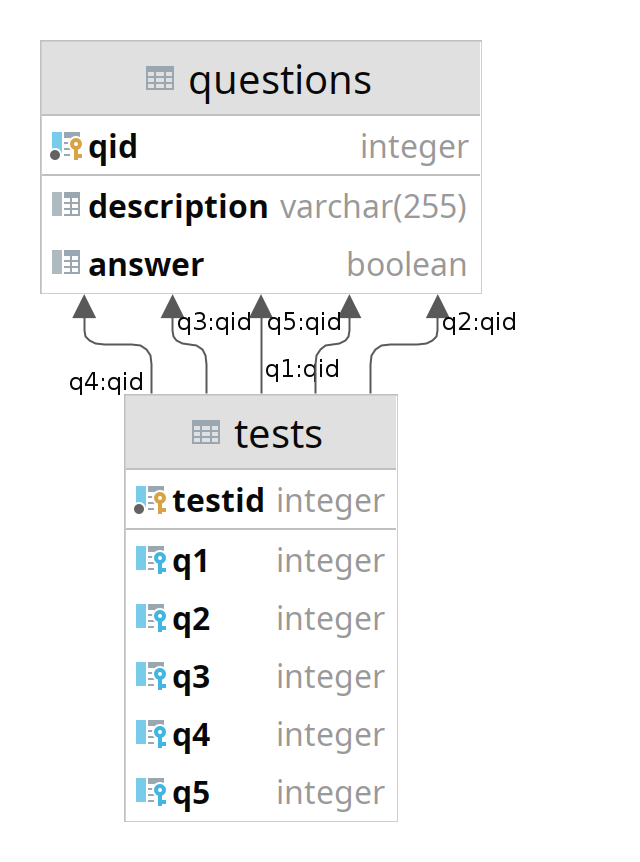 questions
qid integer
description varchar(255)
answer boolean
q3:qid q5:qid q2:qid
q1:qid
q4:qid
tests
testid integer
q1 integer
q2 integer
q3 integer
q4 integer
q5 integer